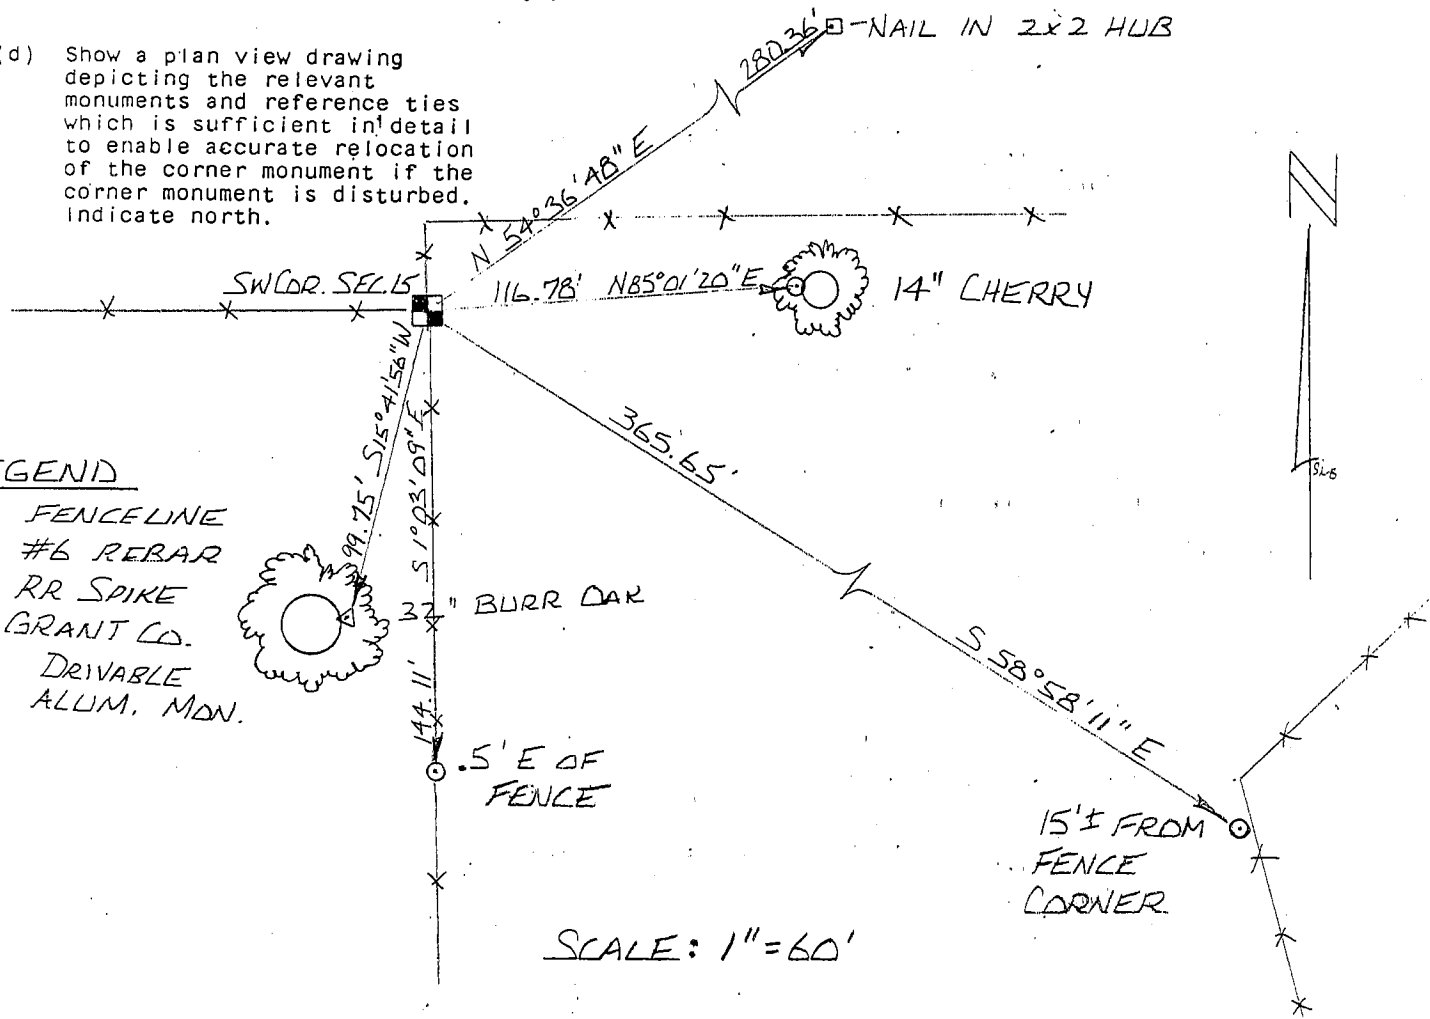 (d) Show a plan view drawing
depicting the relevant
monuments and reference ties
which is sufficient in detail
to enable accurate relocation
of the corner monument if the
corner monument is disturbed.
Indicate north.
280.36'
NAIL IN 2x2 HUB
N 54°36'48" E
N
SW COR. SEC. 15
116.78' N85°01'20"E
14" CHERRY
99.75' S15°41'56"W
S 1°03'09" E
144.11'
365.65'
S 58°58'11" E
EGEND
FENCELINE
#6 REBAR
RR SPIKE
GRANT CO.
DRIVABLE
ALUM. MON.
32" BURR OAK
.5' E OF
FENCE
15'± FROM
FENCE
CORNER
SCALE: 1"=60'